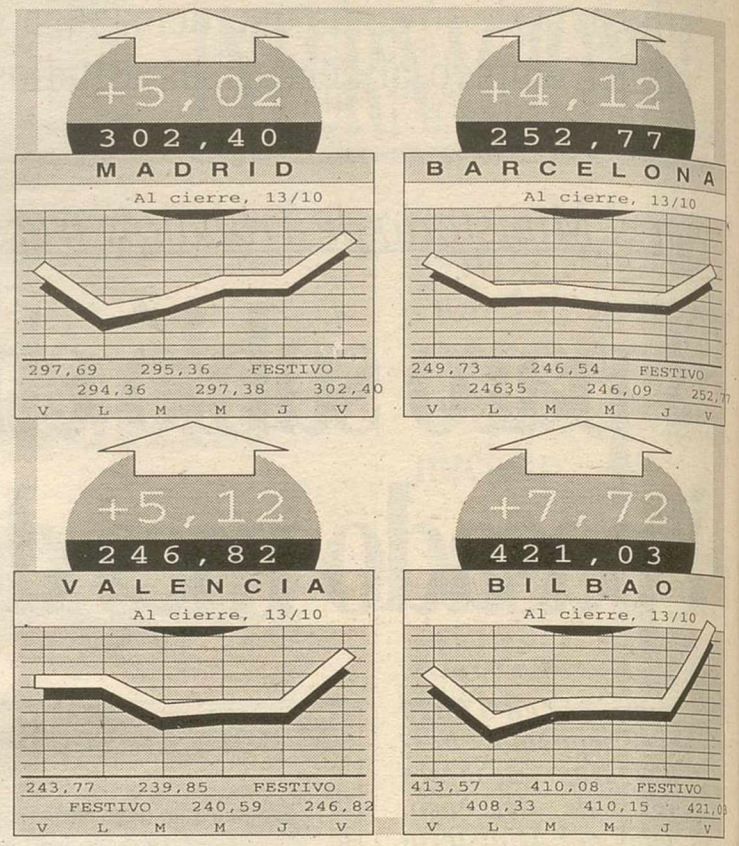 +5,02
302,40
MADRID
Al cierre, 13/10
297,69 295,36 FESTIVO
294,36 297,38 302,40
V L M M J V
+4,12
252,77
BARCELONA
Al cierre, 13/10
249,73 246,54 FESTIVO
24635 246,09 252,77
V L M M J V
+5,12
246,82
VALENCIA
Al cierre, 13/10
243,77 239,85 FESTIVO
FESTIVO 240,59 246,82
V L M M J V
+7,72
421,03
BILBAO
Al cierre, 13/10
413,57 410,08 FESTIVO
408,33 410,15 421,03
V L M M J V